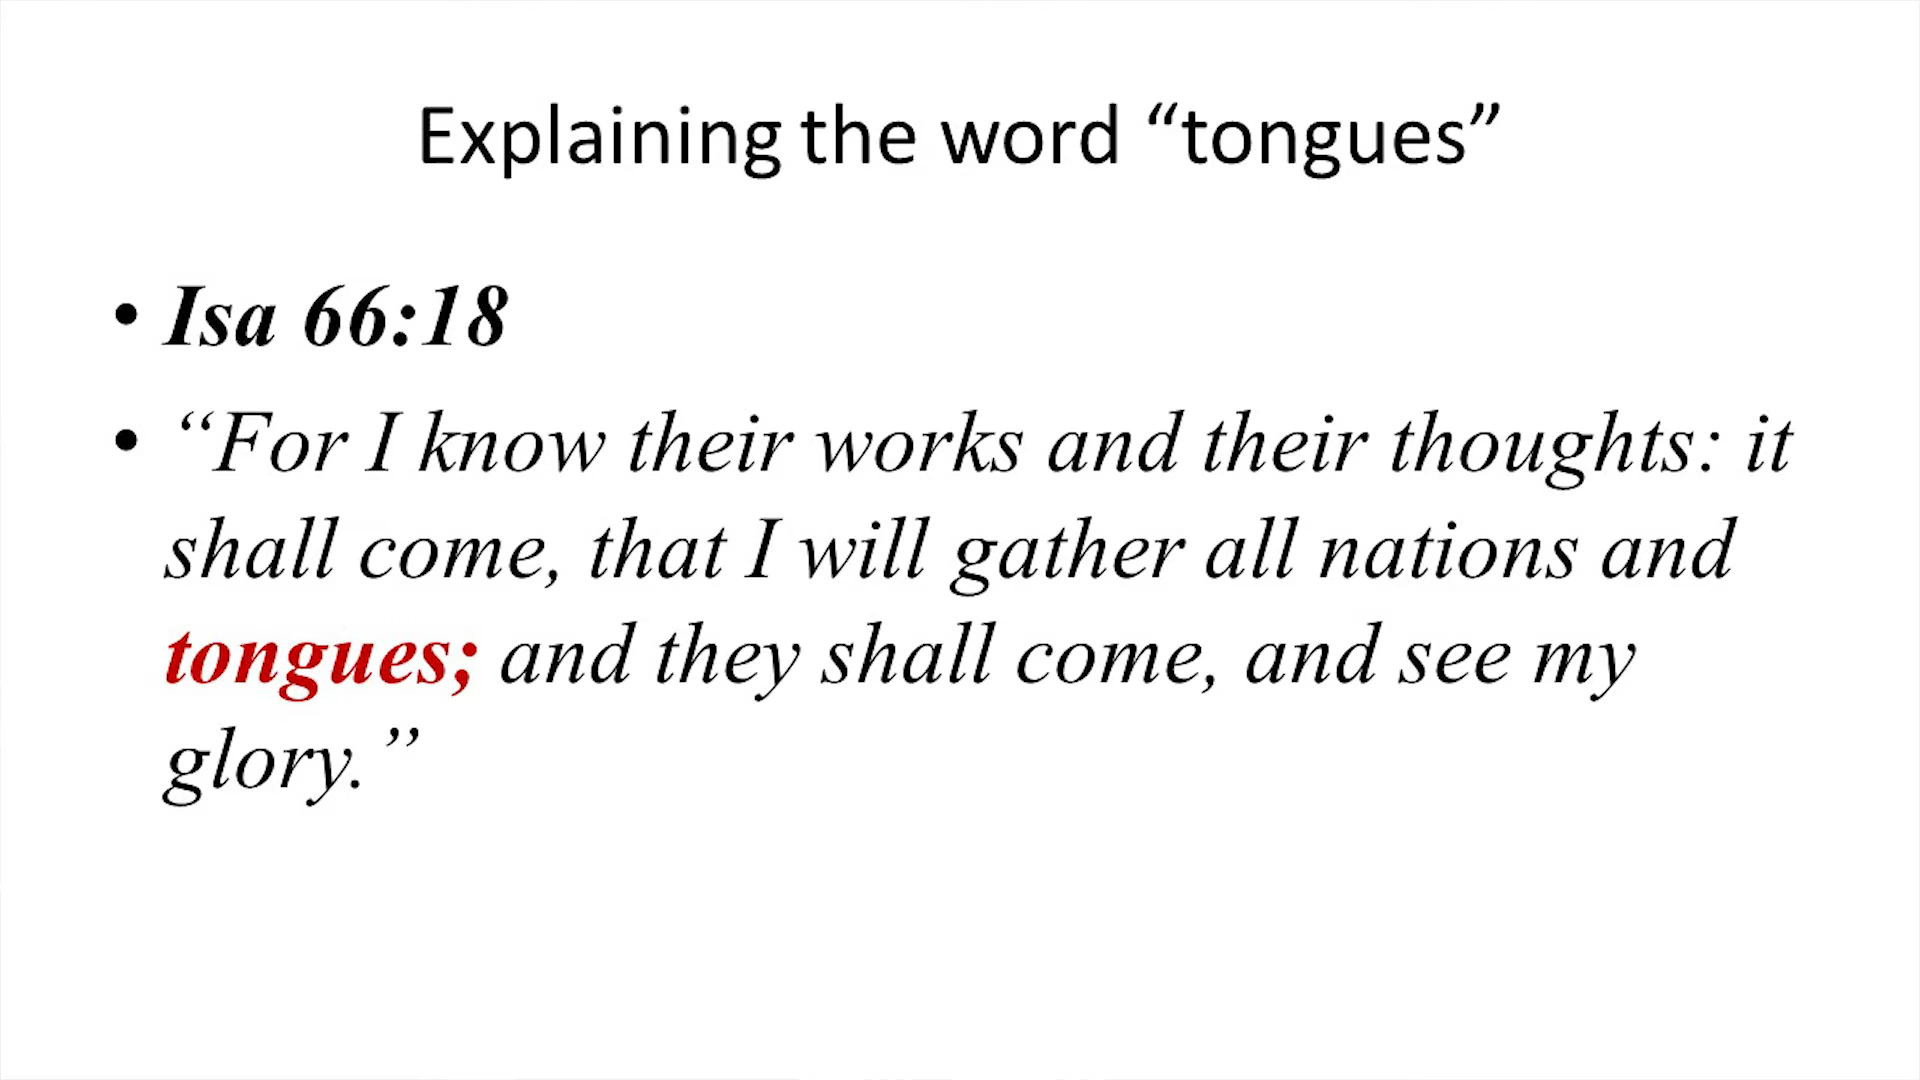 Explaining the word “tongues”
• Isa 66:18
• “For I know their works and their thoughts: it
shall come, that I will gather all nations and
tongues; and they shall come, and see my
glory.”